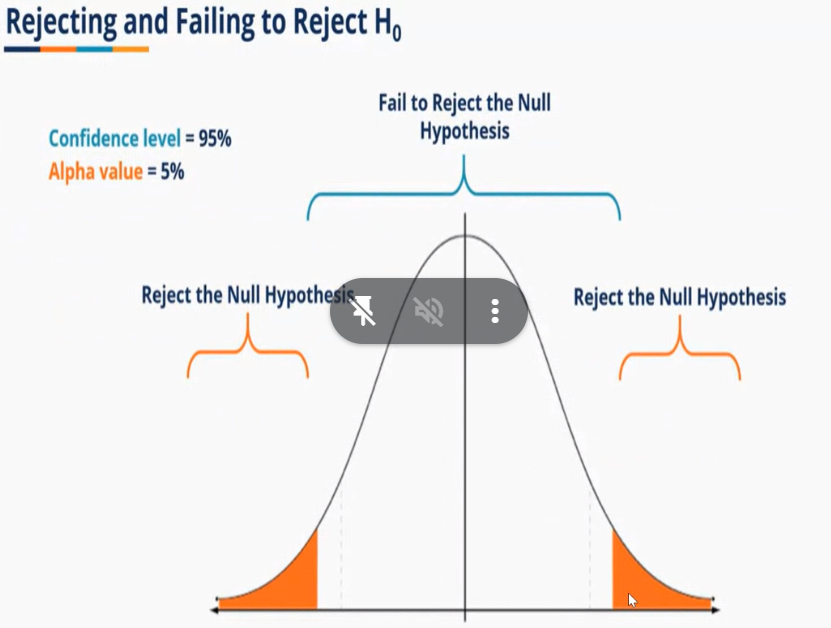 Rejecting and Failing to Reject H₀
Fail to Reject the Null
Hypothesis
Confidence level = 95%
Alpha value = 5%
Reject the Null Hypothesis
Reject the Null Hypothesis